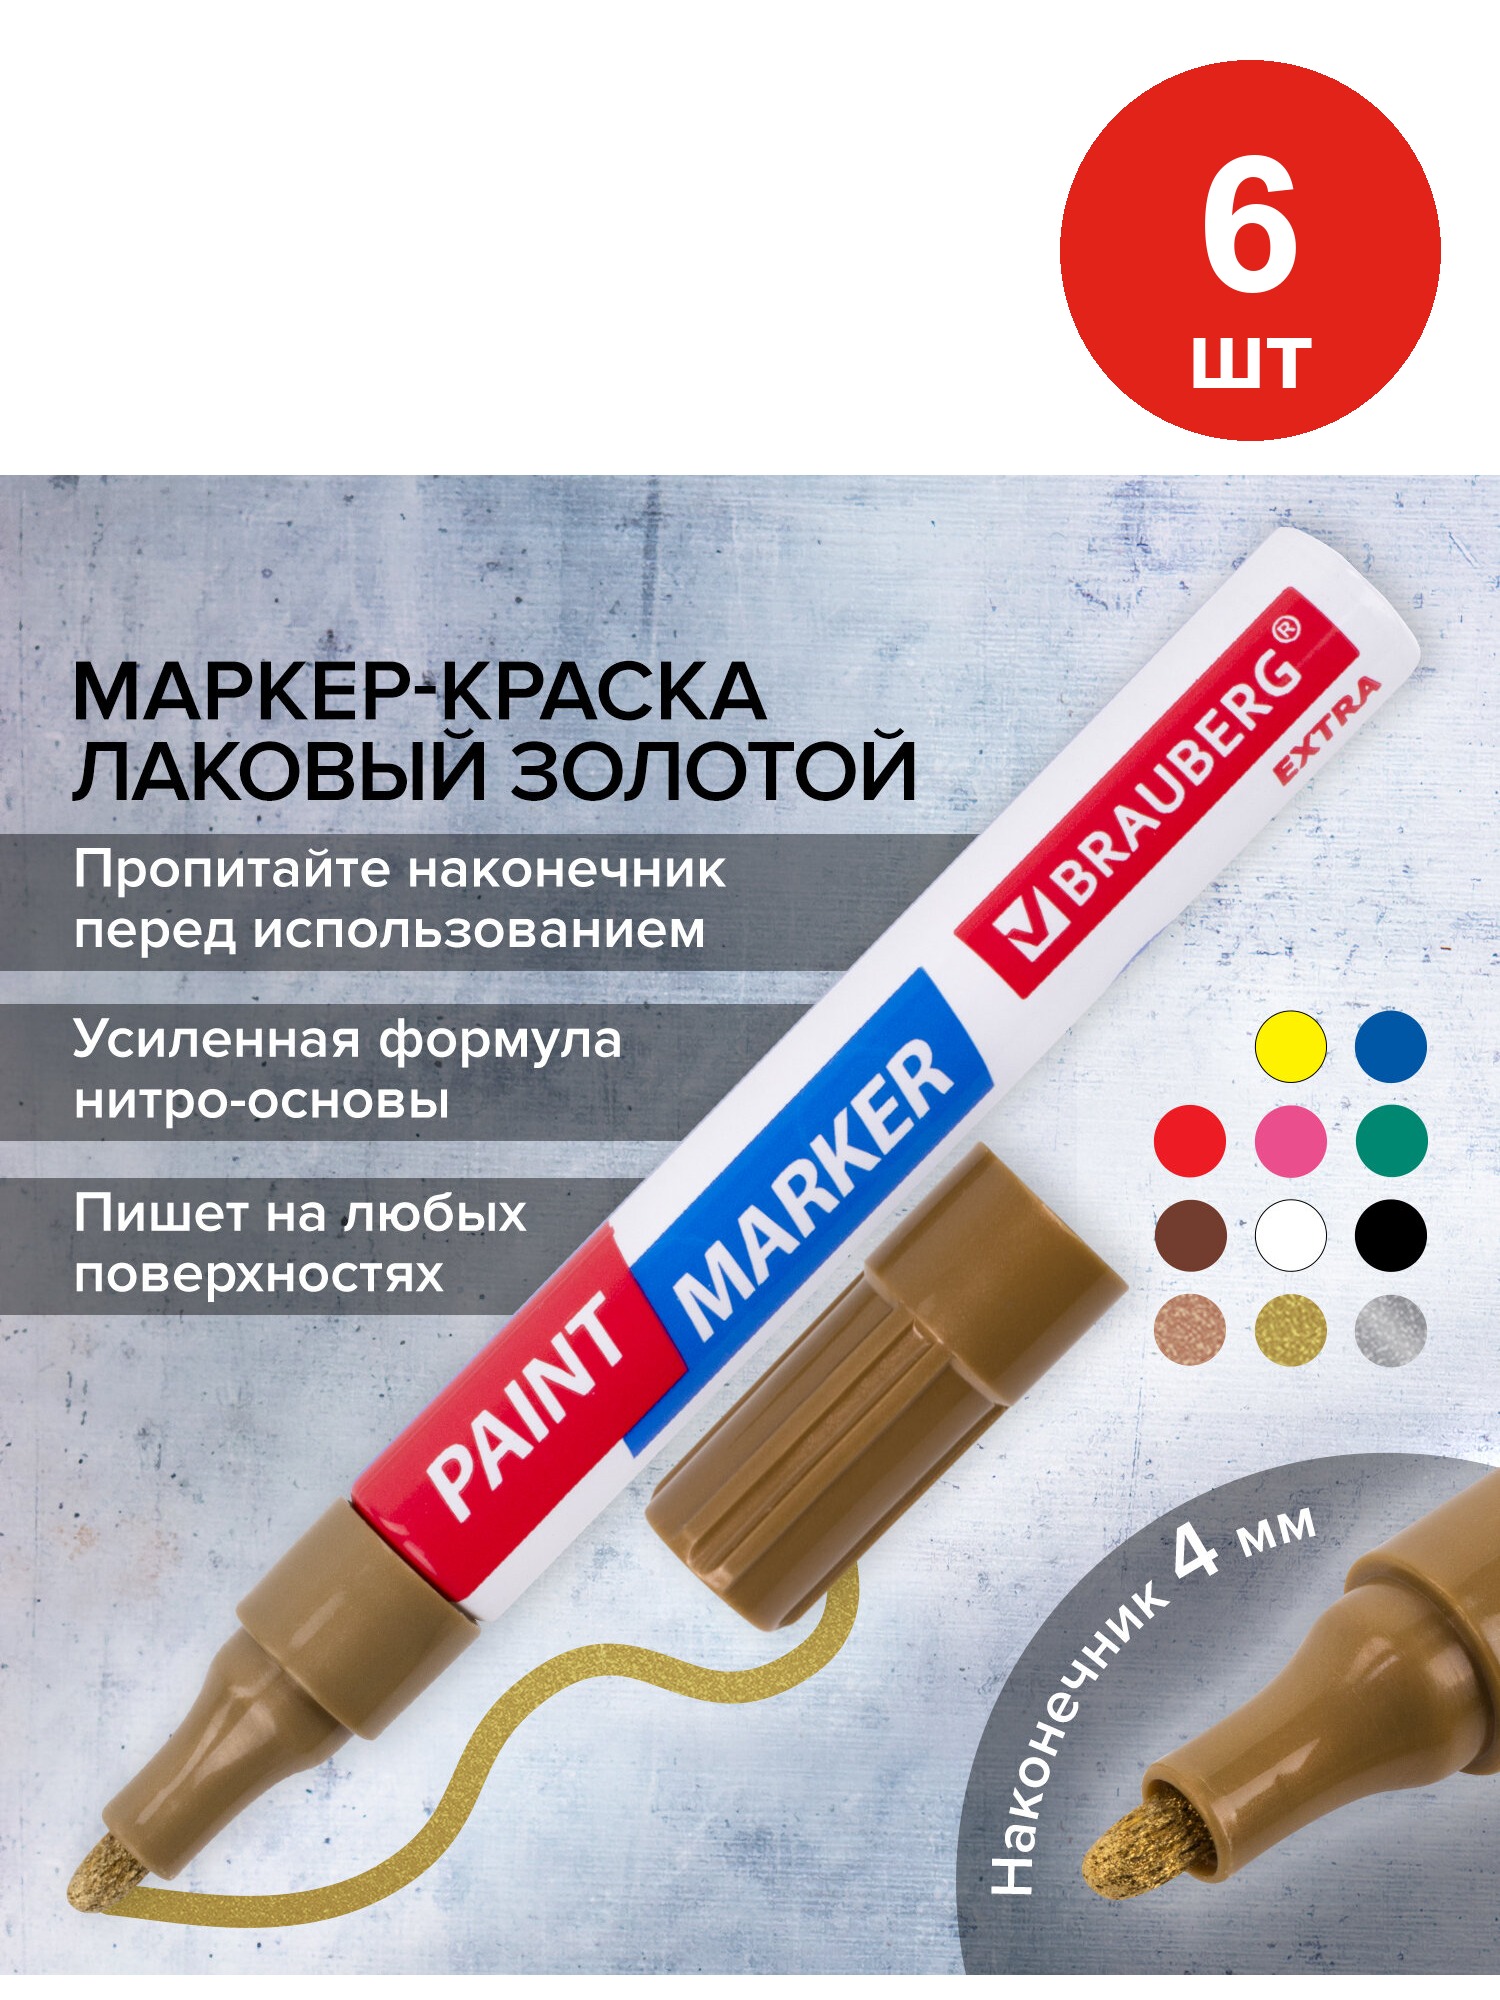 6
шт
МАРКЕР-КРАСКА
ЛАКОВЫЙ ЗОЛОТОЙ
Пропитайте наконечник
перед использованием
Усиленная формула
нитро-основы
Пишет на любых
поверхностях
BRAUBERG®
EXTRA
PAINT MARKER
Наконечник 4 мм